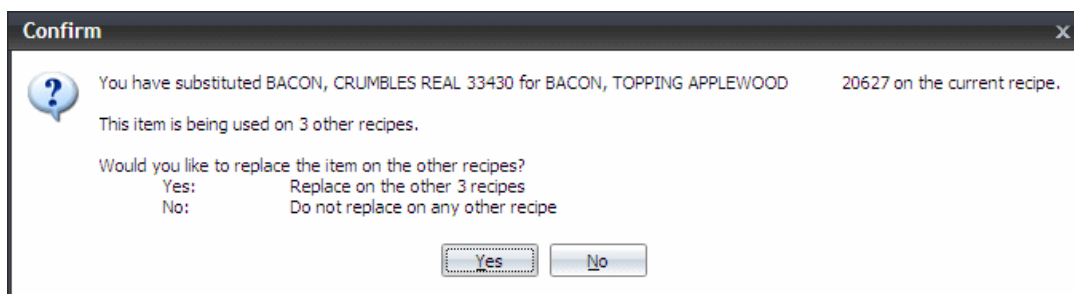 Confirm
x
?
You have substituted BACON, CRUMBLES REAL 33430 for BACON, TOPPING APPLEWOOD 20627 on the current recipe.
This item is being used on 3 other recipes.
Would you like to replace the item on the other recipes?
Yes: Replace on the other 3 recipes
No: Do not replace on any other recipe
Yes No